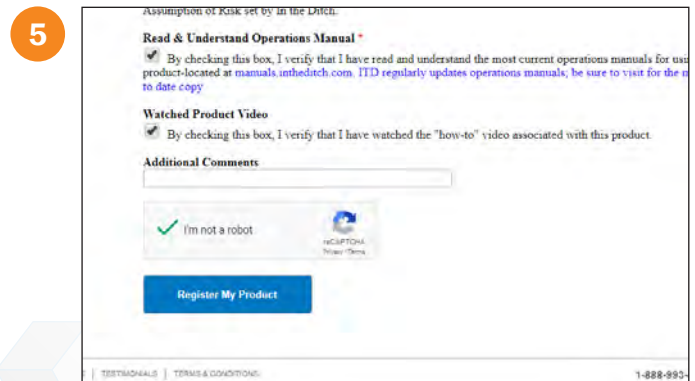 5
Assumption of Risk set by In the Ditch.
Read & Understand Operations Manual *
By checking this box, I verify that I have read and understand the most current operations manuals for usi
product-located at manuals.intheditch.com. ITD regularly updates operations manuals; be sure to visit for the m
to date copy
Watched Product Video
By checking this box, I verify that I have watched the "how-to" video associated with this product.
Additional Comments
I'm not a robot
reCAPTCHA
Privacy - Terms
Register My Product
| TESTIMONIALS | TERMS & CONDITIONS
1-888-993-